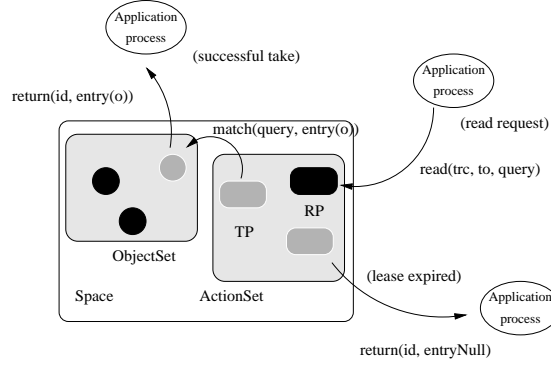 Application
process
(successful take)
return(id, entry(o))
Application
process
(read request)
match(query, entry(o))
read(trc, to, query)
RP
TP
ObjectSet
(lease expired)
Space
ActionSet
Application
process
return(id, entryNull)